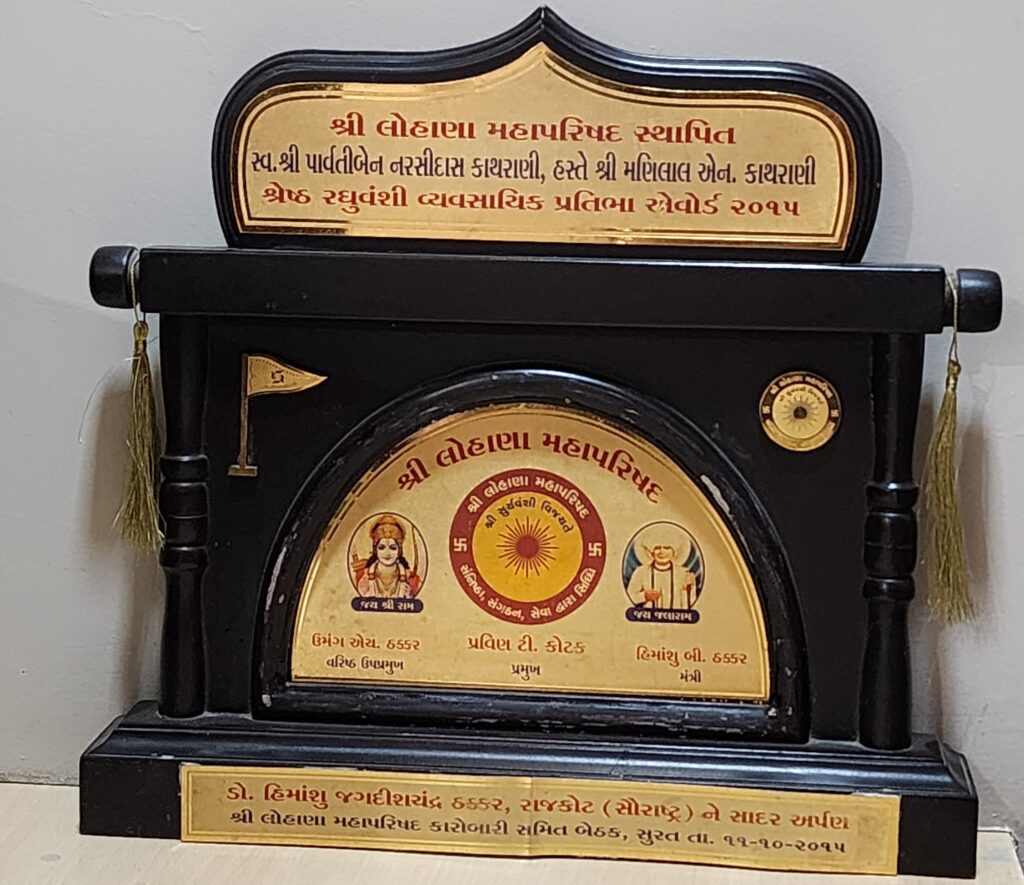 શ્રી લોહાણા મહાપરિષદ સ્થાપિત
સ્વ.શ્રી પાર્વતીબેન નરસીદાસ કાથરાણી, હસ્તે શ્રી મણિલાલ એન. કાથરાણી
શ્રેષ્ઠ રઘુવંશી વ્યવસાયિક પ્રતિભા એવોર્ડ ૨૦૧૫
શ્રી લોહાણા મહાપરિષદ
શ્રી લોહાણા મહાપરિષદ
શ્રી સુર્યવંશી વિજયતે
સંનિષ્ઠા, સંગઠન, સેવા દ્વારા સિધ્ધિ
જય શ્રી રામ
જય જલારામ
ઉમંગ એચ. ઠક્કર
વરિષ્ઠ ઉપપ્રમુખ
પ્રવિણ ટી. કોટક
પ્રમુખ
હિમાંશુ બી. ઠક્કર
મંત્રી
ડો. હિમાંશુ જગદીશચંદ્ર ઠક્કર, રાજકોટ (સૌરાષ્ટ્ર) ને સાદર અર્પણ
શ્રી લોહાણા મહાપરિષદ કારોબારી સમિત બેઠક, સુરત તા. ૧૧-૧૦-૨૦૧૫